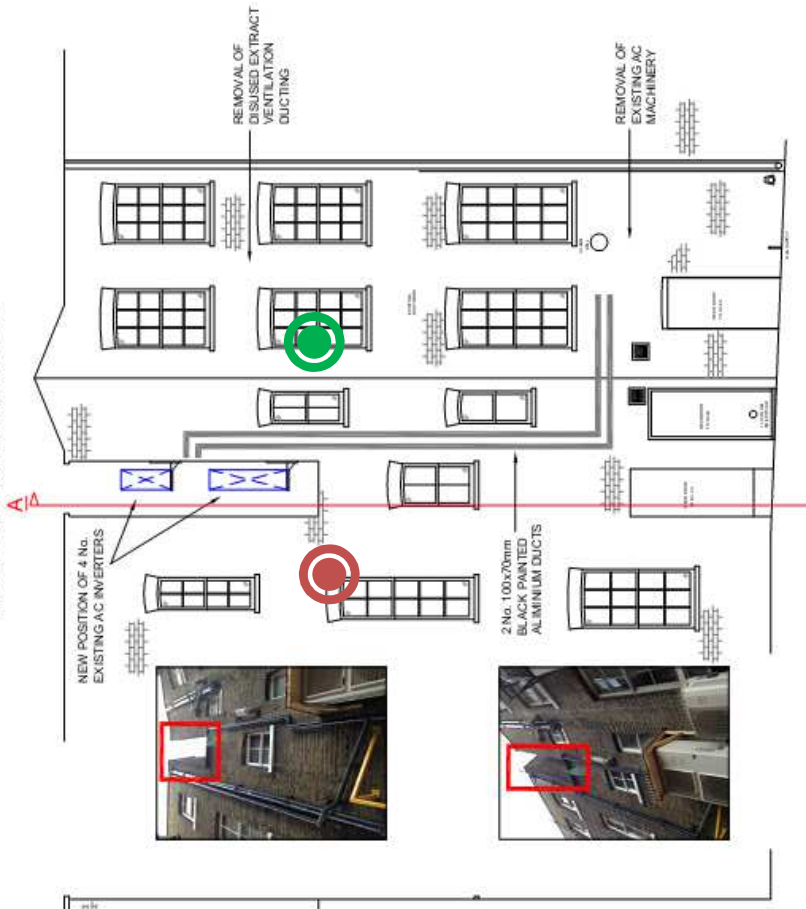 A
NEW POSITION OF 4 No.
EXISTING AC INVERTERS
REMOVAL OF
DISUSED EXTRACT
VENTILATION
DUCTING
2 No. 100x70mm
BLACK PAINTED
ALIMINIUM DUCTS
REMOVAL OF
EXISTING AC
MACHINERY